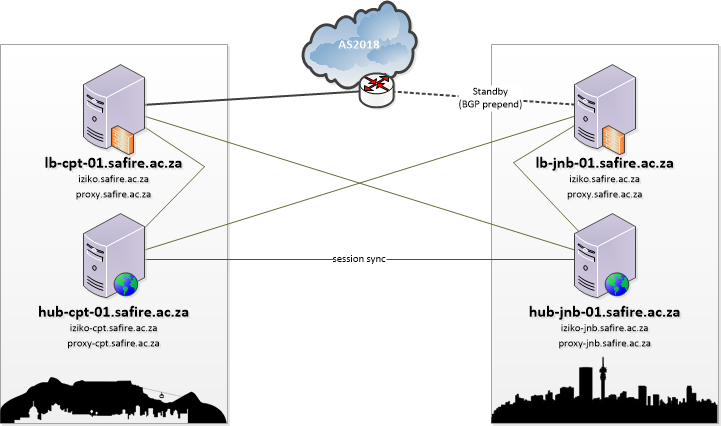 AS2018
Standby
(BGP prepend)
lb-cpt-01.safire.ac.za
iziko.safire.ac.za
proxy.safire.ac.za
lb-jnb-01.safire.ac.za
iziko.safire.ac.za
proxy.safire.ac.za
session sync
hub-cpt-01.safire.ac.za
iziko-cpt.safire.ac.za
proxy-cpt.safire.ac.za
hub-jnb-01.safire.ac.za
iziko-jnb.safire.ac.za
proxy-jnb.safire.ac.za